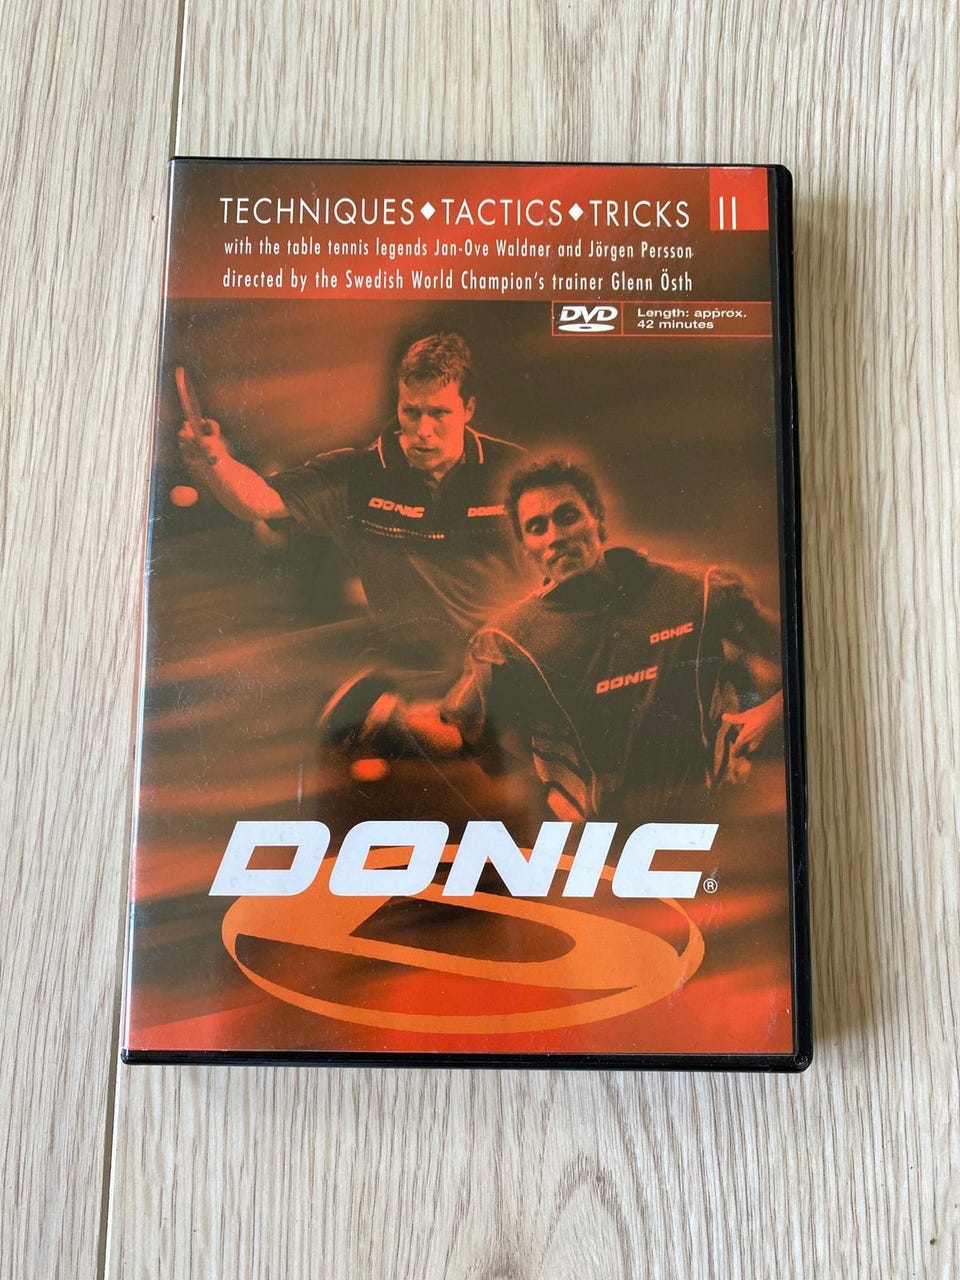 TECHNIQUES◆TACTICS◆TRICKS II
with the table tennis legends Jan-Ove Waldner and Jörgen Persson
directed by the Swedish World Champion's trainer Glenn Östh
DVD Length: approx.
42 minutes
DONIC DONIC
DONIC
DONIC
DONIC®